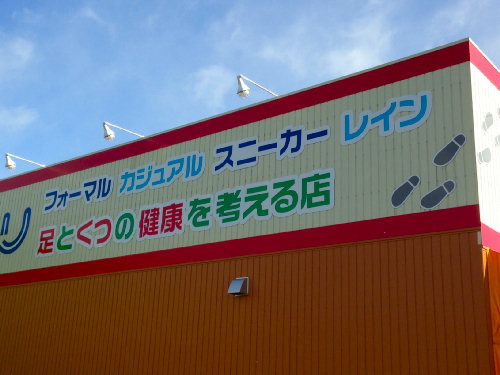 フォーマル カジュアル スニーカー レイン
足とくつの健康を考える店